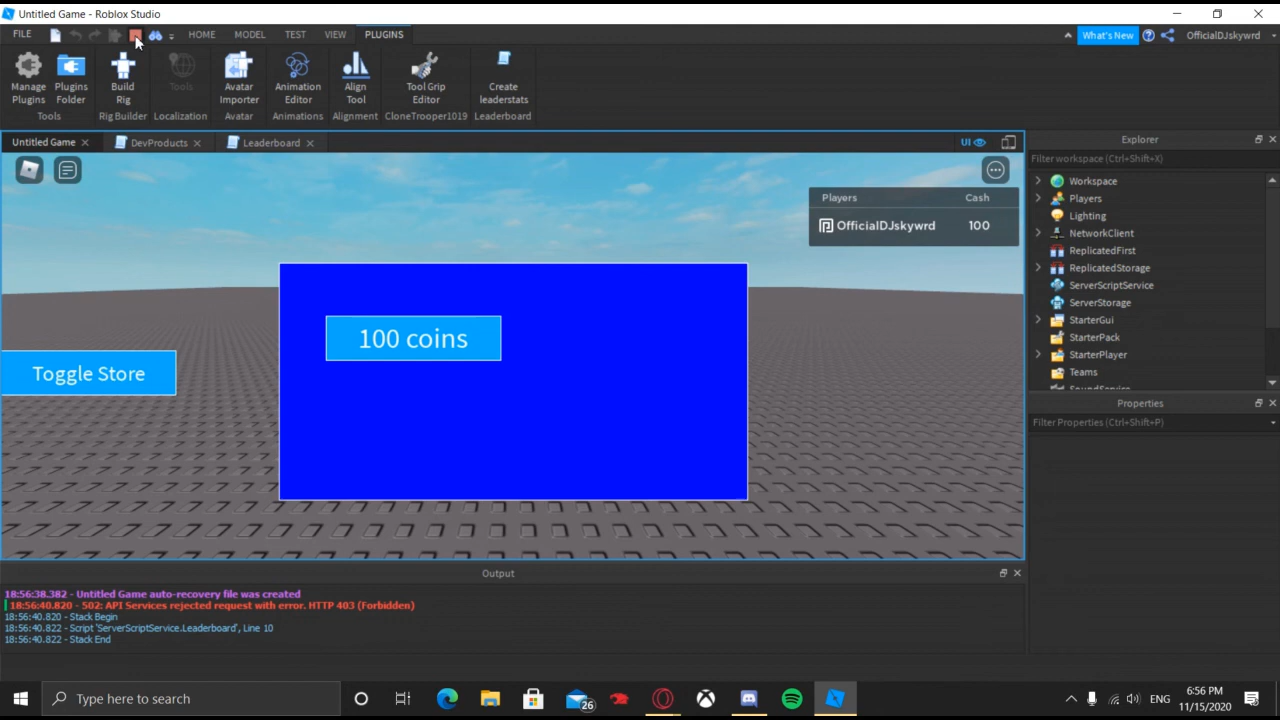 Untitled Game - Roblox Studio
FILE HOME MODEL TEST VIEW PLUGINS What's New OfficialDJskywrd
Manage Plugins
Plugins Folder
Build Rig
Tools
Avatar Importer
Animation Editor
Align Tool
Tool Grip Editor
Create leaderstats
Tools Rig Builder Localization Avatar Animations Alignment CloneTrooper1019 Leaderboard
Untitled Game DevProducts Leaderboard UI
Players Cash
OfficialDJskywrd 100
100 coins
Toggle Store
Explorer
Filter workspace (Ctrl+Shift+X)
Workspace
Players
Lighting
NetworkClient
ReplicatedFirst
ReplicatedStorage
ServerScriptService
ServerStorage
StarterGui
StarterPack
StarterPlayer
Teams
SoundService
Properties
Filter Properties (Ctrl+Shift+P)
Output
18:56:38.382 - Untitled Game auto-recovery file was created
18:56:40.820 - 502: API Services rejected request with error. HTTP 403 (Forbidden)
18:56:40.820 - Stack Begin
18:56:40.822 - Script 'ServerScriptService.Leaderboard', Line 10
18:56:40.822 - Stack End
Type here to search
26
ENG
6:56 PM
11/15/2020